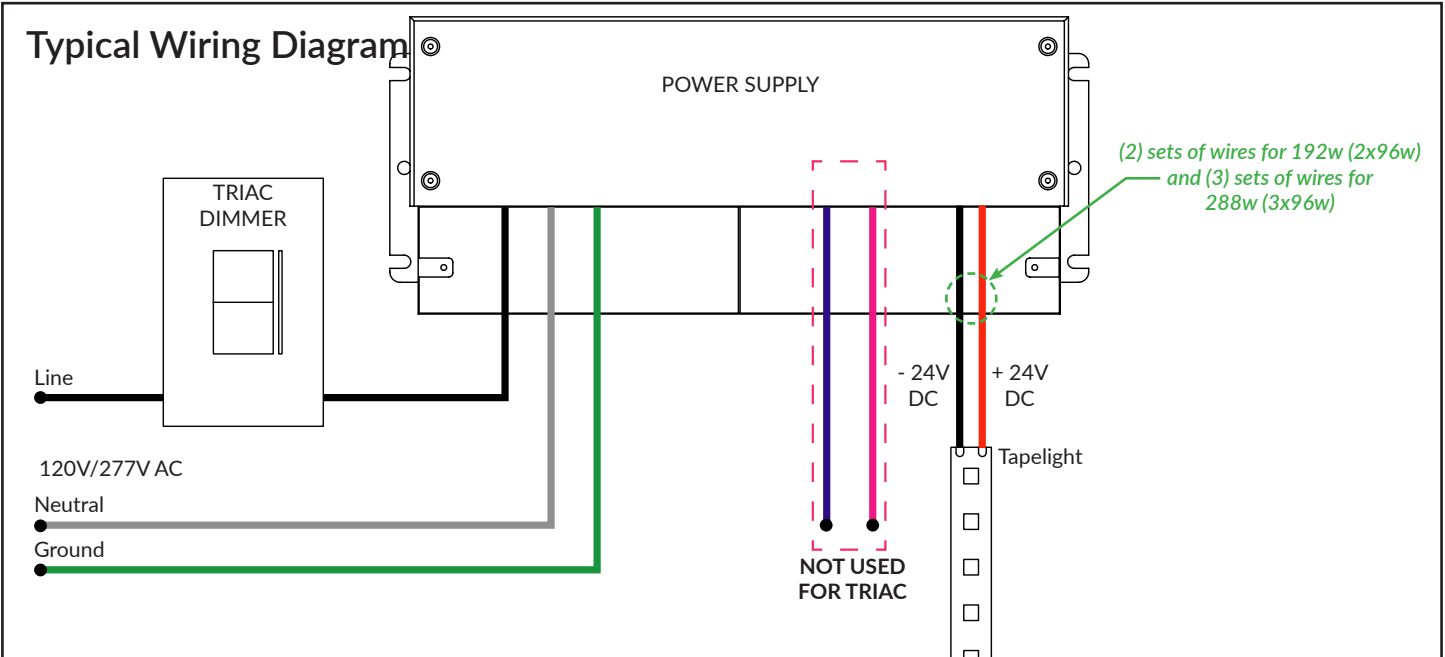 Typical Wiring Diagram
POWER SUPPLY
(2) sets of wires for 192w (2x96w)
and (3) sets of wires for
288w (3x96w)
TRIAC
DIMMER
Line
- 24V
DC
+ 24V
DC
Tapelight
120V/277V AC
Neutral
Ground
NOT USED
FOR TRIAC